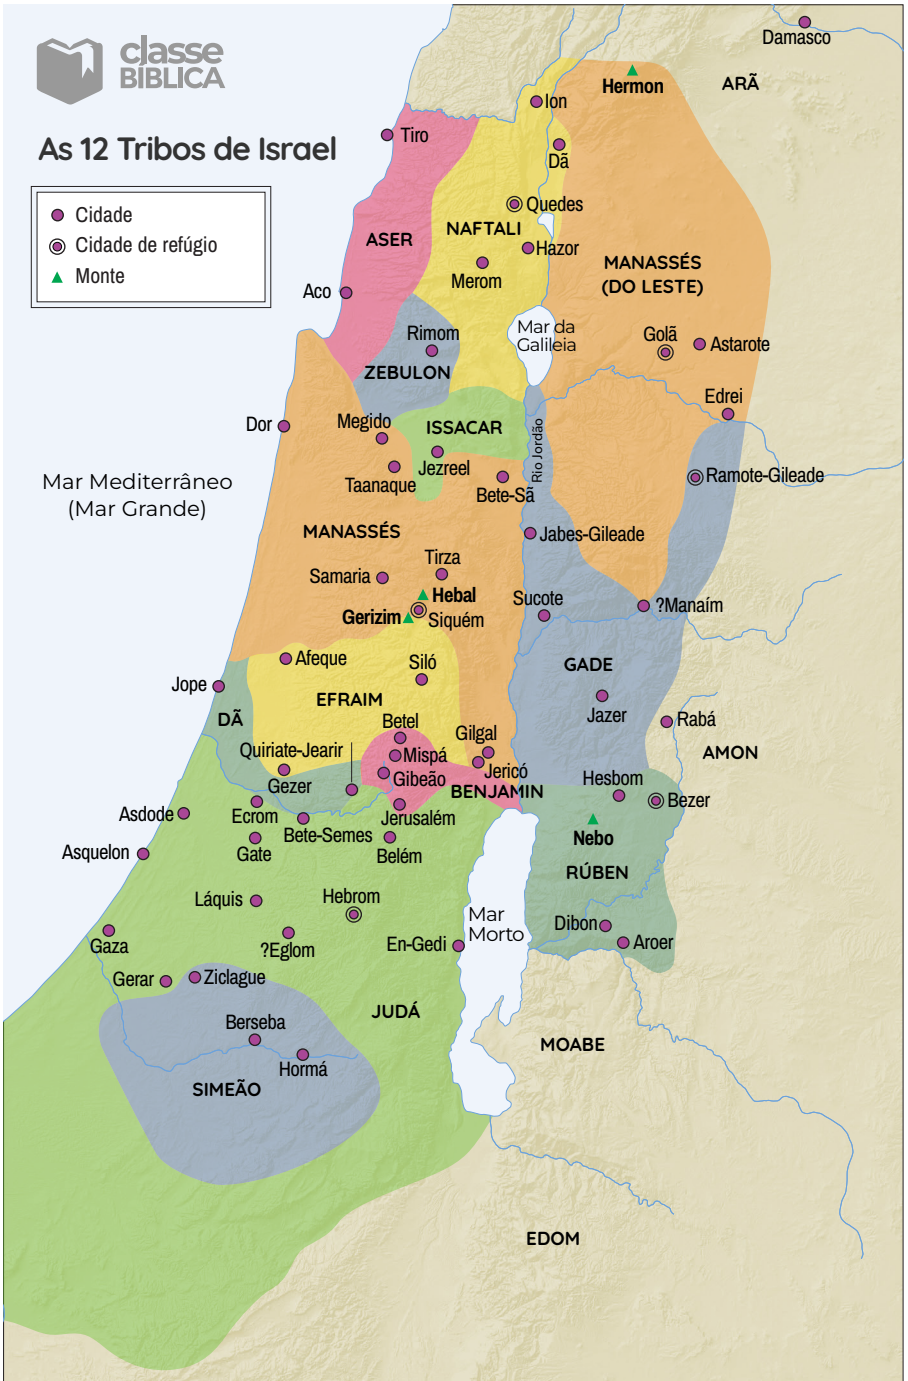 classe
BÍBLICA
As 12 Tribos de Israel
Cidade
Cidade de refúgio
Monte
Damasco
Hermon
ARÃ
Ion
Tiro
Dã
Quedes
NAFTALI
ASER
Hazor
MANASSÉS
(DO LESTE)
Merom
Aco
Mar da
Galileia
Rimom
Golã
Astarote
ZEBULON
Edrei
Dor
Megido
ISSACAR
Rio Jordão
Jezreel
Taanaque
Bete-Sã
Ramote-Gileade
Mar Mediterrâneo
(Mar Grande)
MANASSÉS
Jabes-Gileade
Tirza
Samaria
Hebal
Gerizim
Siquém
Sucote
?Manaím
Afeque
Siló
GADE
Jope
EFRAIM
DÃ
Jazer
Rabá
Betel
Gilgal
AMON
Quiriate-Jearir
Mispá
Jericó
Gibeão
Gezer
BENJAMIN
Hesbom
Bezer
Asdode
Ecrom
Jerusalém
Bete-Semes
Nebo
Asquelon
Gate
Belém
RÚBEN
Láquis
Hebrom
Mar
Morto
Dibon
Gaza
?Eglom
En-Gedi
Aroer
Gerar
Ziclague
JUDÁ
Berseba
MOABE
Hormá
SIMEÃO
EDOM